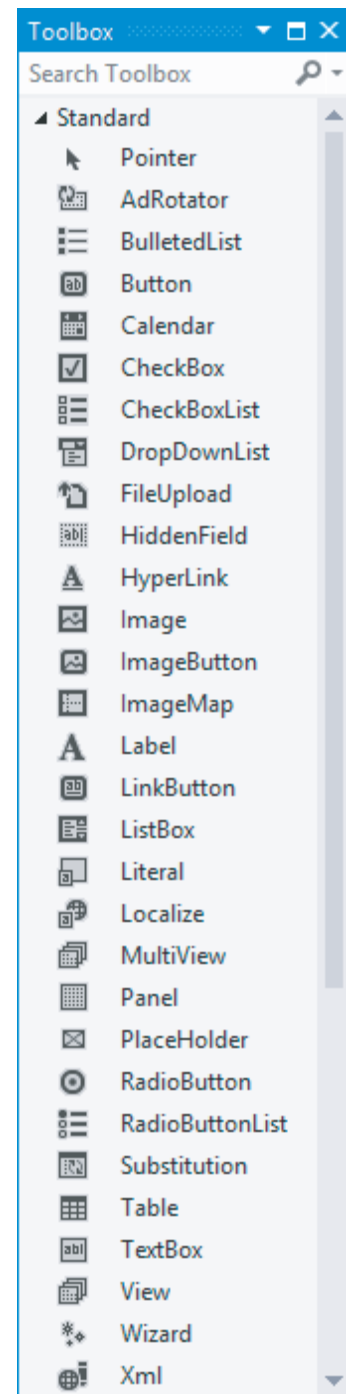 Toolbox
Search Toolbox
Standard
Pointer
AdRotator
BulletedList
Button
Calendar
CheckBox
CheckBoxList
DropDownList
FileUpload
HiddenField
HyperLink
Image
ImageButton
ImageMap
Label
LinkButton
ListBox
Literal
Localize
MultiView
Panel
PlaceHolder
RadioButton
RadioButtonList
Substitution
Table
TextBox
View
Wizard
Xml